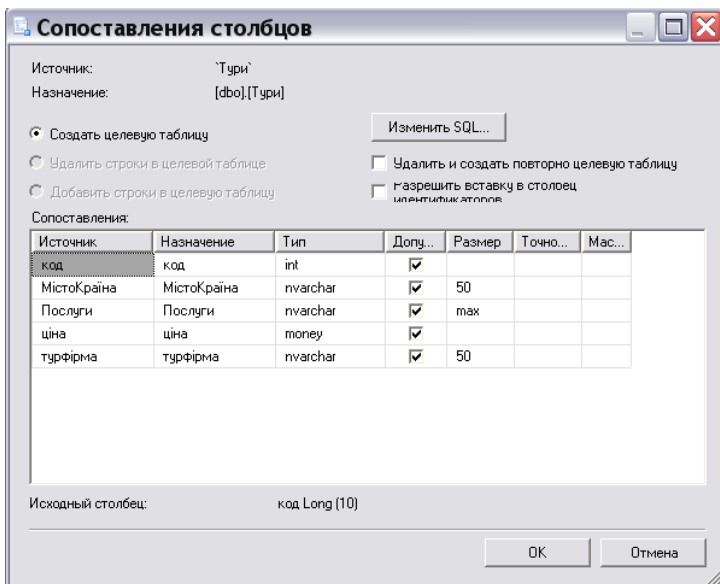 Сопоставления столбцов
Источник: `Тури`
Назначение: [dbo].[Тури]
Создать целевую таблицу
Изменить SQL...
Удалить строки в целевой таблице
Удалить и создать повторно целевую таблицу
Добавить строки в целевую таблицу
Разрешить вставку в столбец идентификаторов
Сопоставления:
Источник Назначение Тип Допу... Размер Точно... Мас...
код код int
МістоКраїна МістоКраїна nvarchar 50
Послуги Послуги nvarchar max
ціна ціна money
турфірма турфірма nvarchar 50
Исходный столбец: код Long (10)
OK Отмена